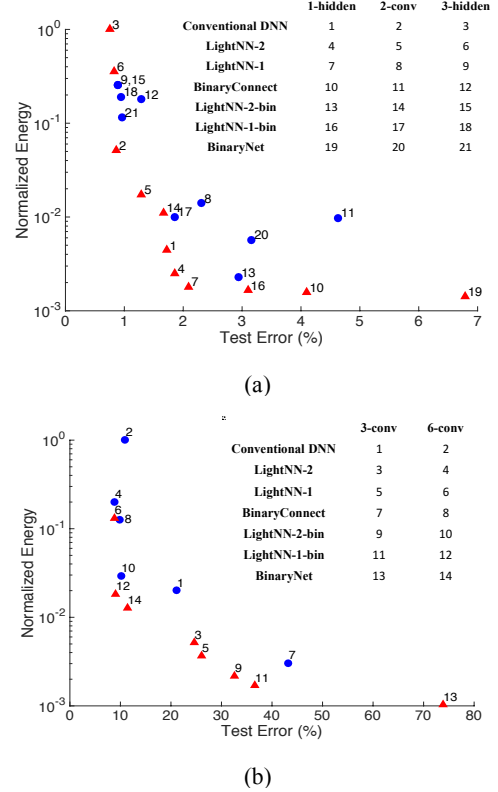 1-hidden 2-conv 3-hidden
Conventional DNN 1 2 3
LightNN-2 4 5 6
LightNN-1 7 8 9
BinaryConnect 10 11 12
LightNN-2-bin 13 14 15
LightNN-1-bin 16 17 18
BinaryNet 19 20 21
Normalized Energy
10^0
10^-1
10^-2
10^-3
3
6
9,15
18
12
21
2
5
14
17
8
11
1
20
4
13
7
16
10
19
0 1 2 3 4 5 6 7
Test Error (%)
(a)
3-conv 6-conv
Conventional DNN 1 2
LightNN-2 3 4
LightNN-1 5 6
BinaryConnect 7 8
LightNN-2-bin 9 10
LightNN-1-bin 11 12
BinaryNet 13 14
Normalized Energy
10^0
10^-1
10^-2
10^-3
2
4
6
8
10
12
1
14
3
5
7
9
11
13
0 10 20 30 40 50 60 70 80
Test Error (%)
(b)